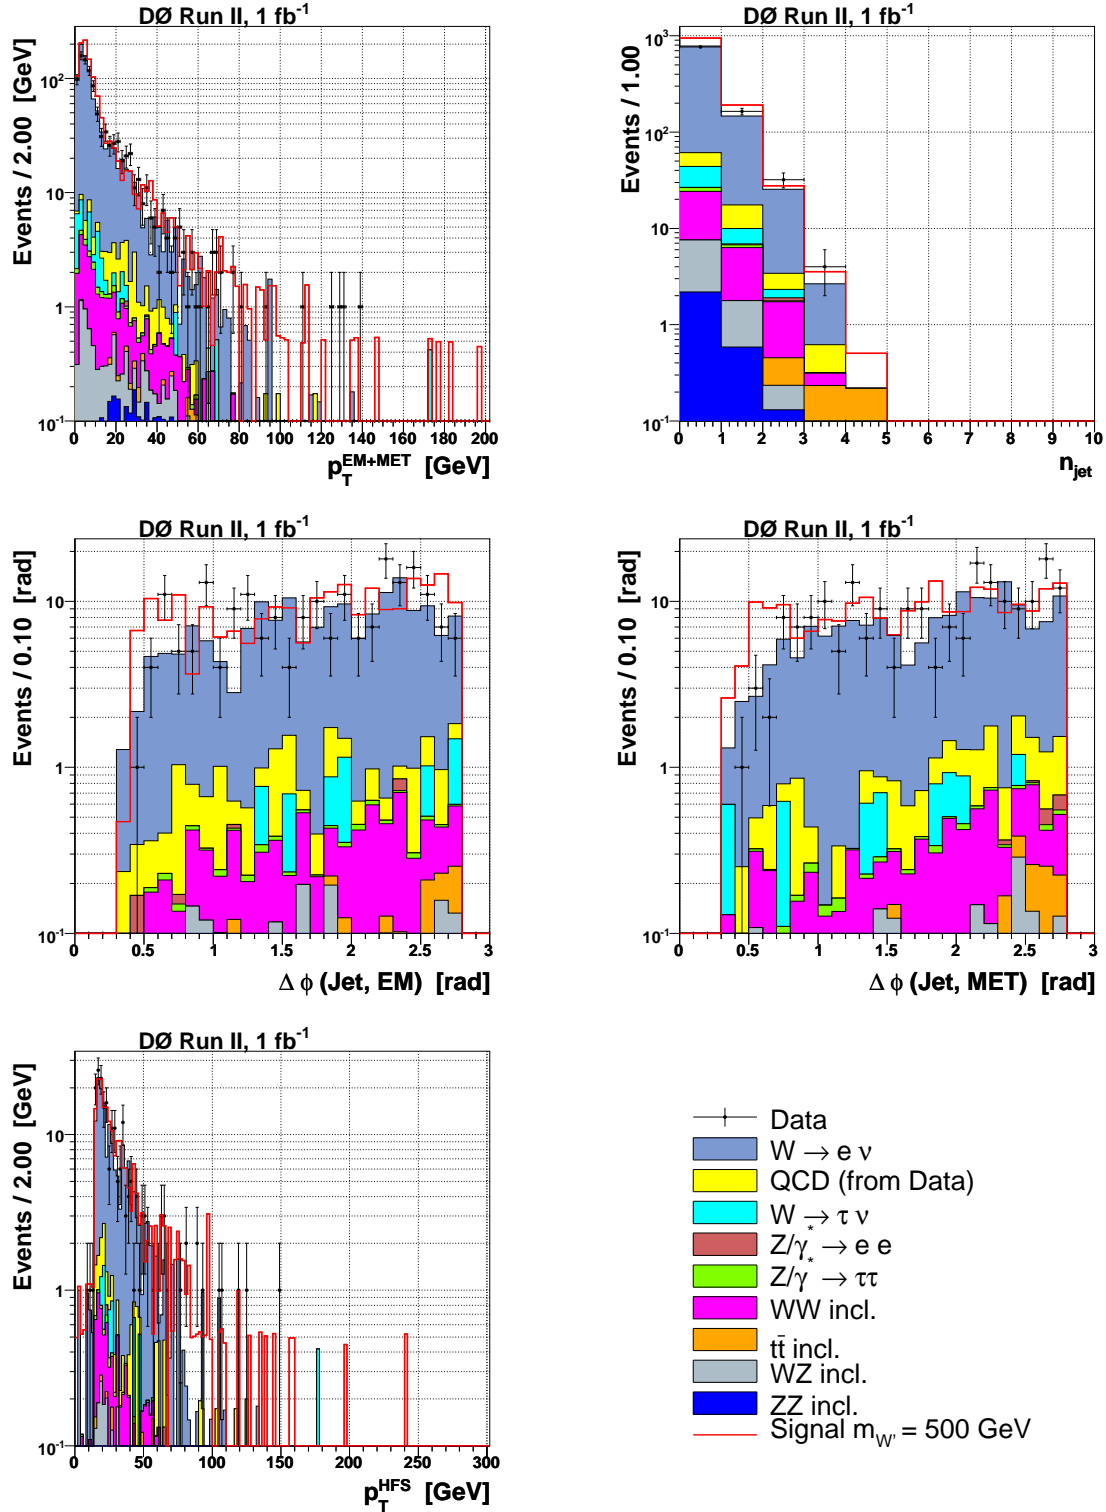 DØ Run II, 1 fb-1
Events / 2.00 [GeV]
10²
10
1
10-1
0 20 40 60 80 100 120 140 160 180 200
pTEM+MET [GeV]
DØ Run II, 1 fb-1
Events / 1.00
10³
10²
10
1
10-1
0 1 2 3 4 5 6 7 8 9 10
njet
DØ Run II, 1 fb-1
Events / 0.10 [rad]
10
1
10-1
0 0.5 1 1.5 2 2.5 3
Δ ϕ (Jet, EM) [rad]
DØ Run II, 1 fb-1
Events / 0.10 [rad]
10
1
10-1
0 0.5 1 1.5 2 2.5 3
Δ ϕ (Jet, MET) [rad]
DØ Run II, 1 fb-1
Events / 2.00 [GeV]
10
1
10-1
0 50 100 150 200 250 300
pTHFS [GeV]
Data
W → e ν
QCD (from Data)
W → τ ν
Z/γ* → e e
Z/γ* → ττ
WW incl.
tt̄ incl.
WZ incl.
ZZ incl.
Signal mW' = 500 GeV